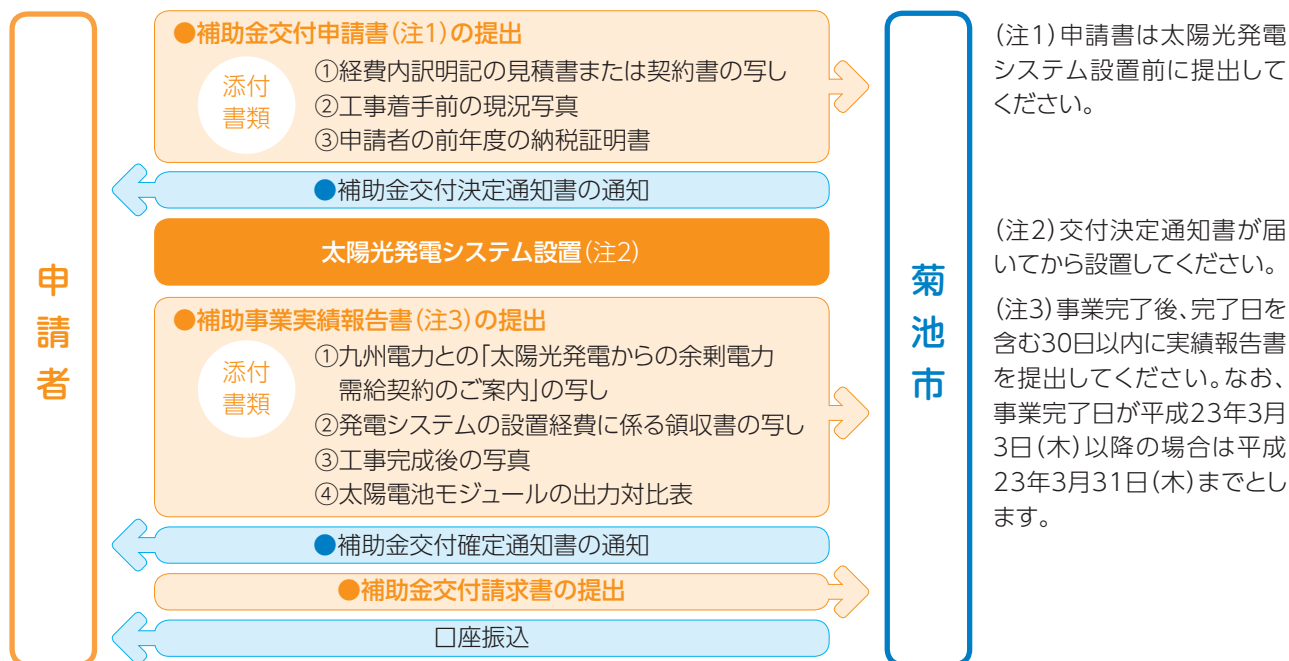 申請者
●補助金交付申請書(注1)の提出
添付
書類
①経費内訳明記の見積書または契約書の写し
②工事着手前の現況写真
③申請者の前年度の納税証明書
●補助金交付決定通知書の通知
太陽光発電システム設置(注2)
●補助事業実績報告書(注3)の提出
添付
書類
①九州電力との「太陽光発電からの余剰電力
需給契約のご案内」の写し
②発電システムの設置経費に係る領収書の写し
③工事完成後の写真
④太陽電池モジュールの出力対比表
●補助金交付確定通知書の通知
●補助金交付請求書の提出
口座振込
菊池市
(注1)申請書は太陽光発電
システム設置前に提出して
ください。
(注2)交付決定通知書が届
いてから設置してください。
(注3)事業完了後、完了日を
含む30日以内に実績報告書
を提出してください。なお、
事業完了日が平成23年3月
3日(木)以降の場合は平成
23年3月31日(木)までとし
ます。